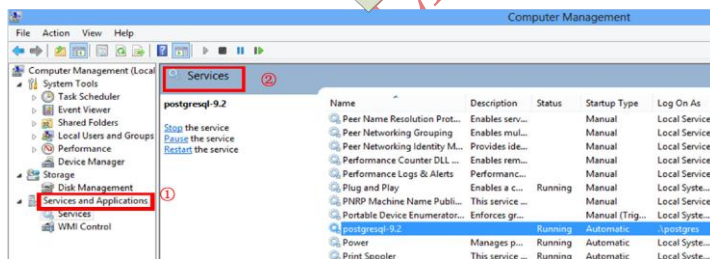 Computer Management
File Action View Help
Computer Management (Local
System Tools
Task Scheduler
Event Viewer
Shared Folders
Local Users and Groups
Performance
Device Manager
Storage
Disk Management
Services and Applications
Services
WMI Control
①
Services
②
postgresql-9.2
Stop the service
Pause the service
Restart the service
Name Description Status Startup Type Log On As
Peer Name Resolution Prot... Enables serv... Manual Local Service
Peer Networking Grouping Enables mul... Manual Local Service
Peer Networking Identity M... Provides ide... Manual Local Service
Performance Counter DLL ... Enables rem... Manual Local Service
Performance Logs & Alerts Performanc... Manual Local Service
Plug and Play Enables a c... Running Manual Local Syste...
PNRP Machine Name Publi... This service ... Manual Local Service
Portable Device Enumerator... Enforces gr... Manual (Trig... Local Syste...
postgresql-9.2 Running Automatic .\postgres
Power Manages p... Running Automatic Local Syste...
Print Spooler This service ... Running Automatic Local Syste...